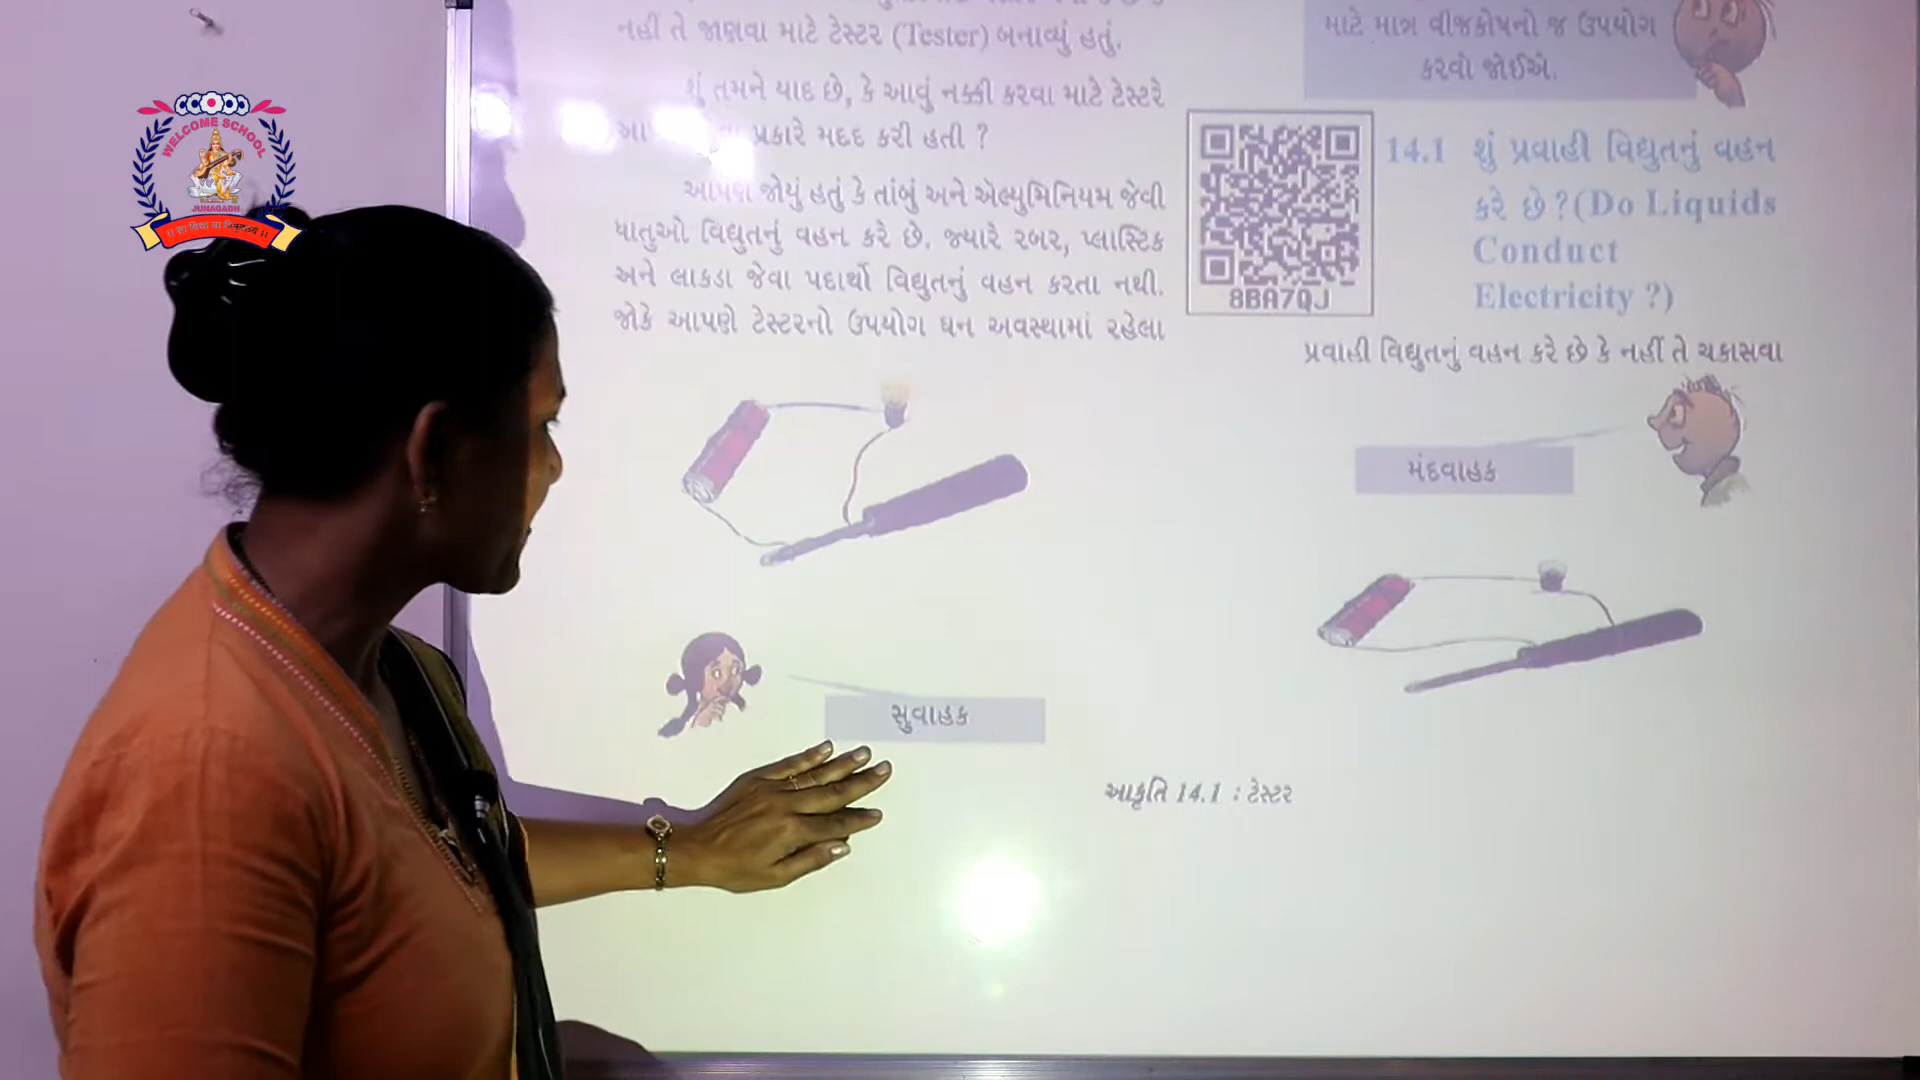 WELCOME SCHOOL
JUNAGADH
નહીં તે જાણવા માટે ટેસ્ટર (Tester) બનાવ્યું હતું.
શું તમને યાદ છે, કે આવું નક્કી કરવા માટે ટેસ્ટરે
પ્રકારે મદદ કરી હતી ?
આપણે જોયું હતું કે તાંબું અને ઍલ્યુમિનિયમ જેવી
ધાતુઓ વિદ્યુતનું વહન કરે છે. જ્યારે રબર, પ્લાસ્ટિક
અને લાકડા જેવા પદાર્થો વિદ્યુતનું વહન કરતા નથી.
જોકે આપણે ટેસ્ટરનો ઉપયોગ ઘન અવસ્થામાં રહેલા
સુવાહક
માટે માત્ર વીજકોષનો જ ઉપયોગ
કરવો જોઈએ.
8BA7QJ
14.1 શું પ્રવાહી વિદ્યુતનું વહન
કરે છે ? (Do Liquids
Conduct
Electricity ?)
પ્રવાહી વિદ્યુતનું વહન કરે છે કે નહીં તે ચકાસવા
મંદવાહક
આકૃતિ 14.1 : ટેસ્ટર